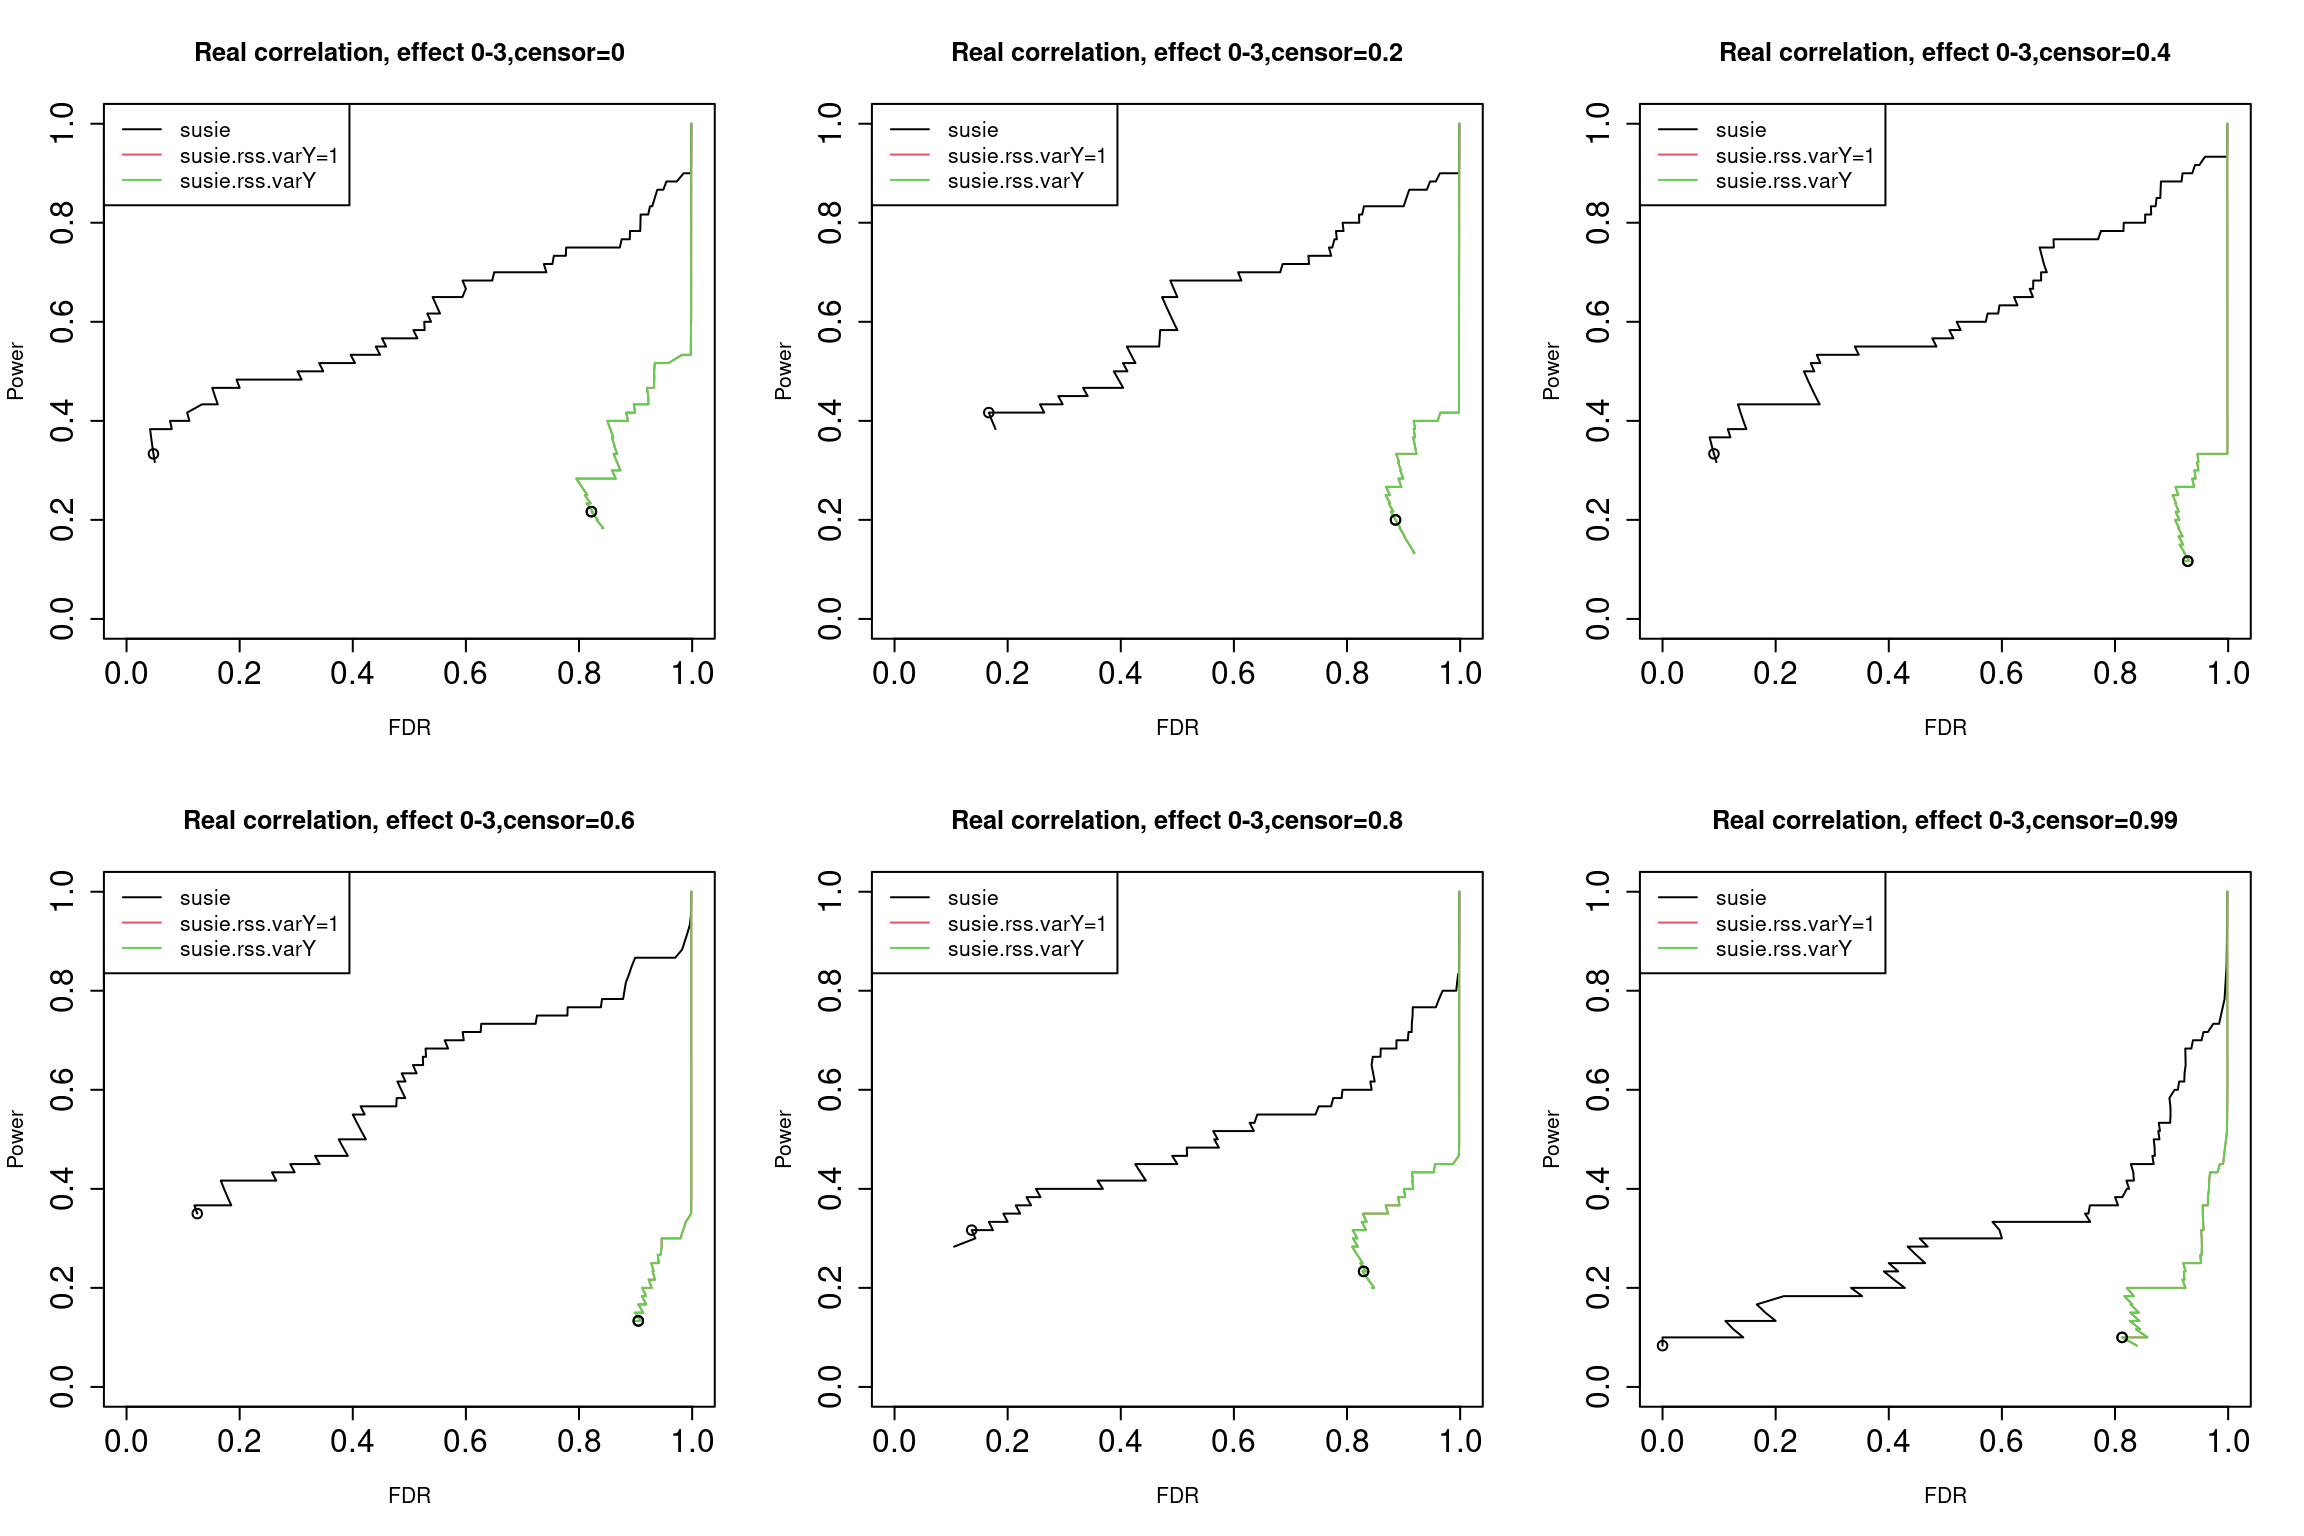 Real correlation, effect 0-3,censor=0
susie
susie.rss.varY=1
susie.rss.varY
Power
0.0 0.2 0.4 0.6 0.8 1.0
0.0 0.2 0.4 0.6 0.8 1.0
FDR
Real correlation, effect 0-3,censor=0.2
susie
susie.rss.varY=1
susie.rss.varY
Power
0.0 0.2 0.4 0.6 0.8 1.0
0.0 0.2 0.4 0.6 0.8 1.0
FDR
Real correlation, effect 0-3,censor=0.4
susie
susie.rss.varY=1
susie.rss.varY
Power
0.0 0.2 0.4 0.6 0.8 1.0
0.0 0.2 0.4 0.6 0.8 1.0
FDR
Real correlation, effect 0-3,censor=0.6
susie
susie.rss.varY=1
susie.rss.varY
Power
0.0 0.2 0.4 0.6 0.8 1.0
0.0 0.2 0.4 0.6 0.8 1.0
FDR
Real correlation, effect 0-3,censor=0.8
susie
susie.rss.varY=1
susie.rss.varY
Power
0.0 0.2 0.4 0.6 0.8 1.0
0.0 0.2 0.4 0.6 0.8 1.0
FDR
Real correlation, effect 0-3,censor=0.99
susie
susie.rss.varY=1
susie.rss.varY
Power
0.0 0.2 0.4 0.6 0.8 1.0
0.0 0.2 0.4 0.6 0.8 1.0
FDR